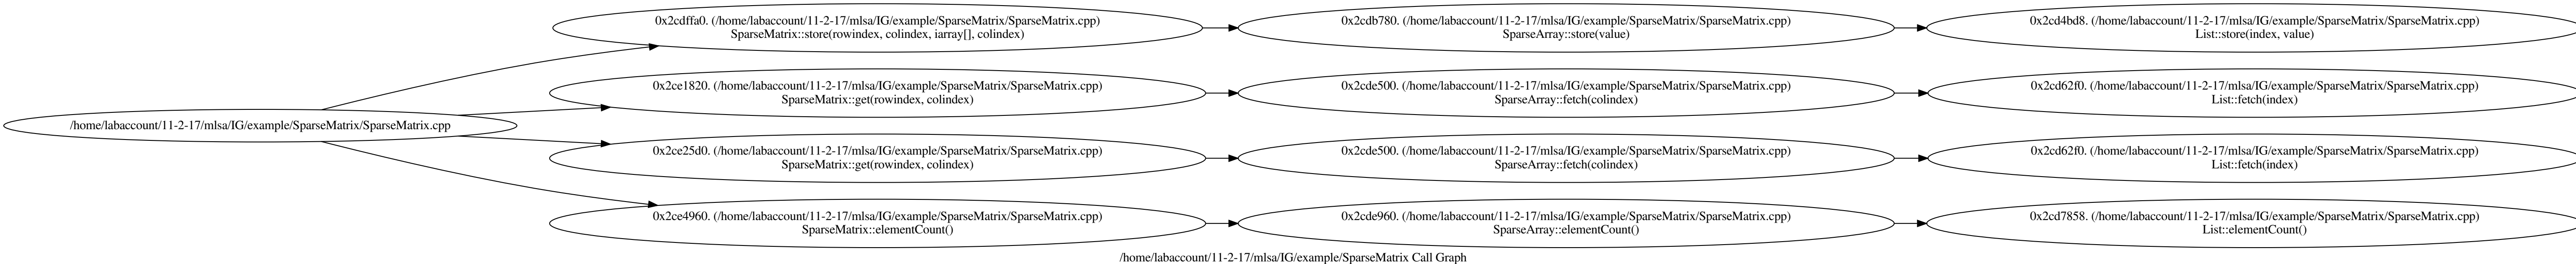 0x2cdffa0. (/home/labaccount/11-2-17/mlsa/IG/example/SparseMatrix/SparseMatrix.cpp)
SparseMatrix::store(rowindex, colindex, iarray[], colindex)
0x2cdb780. (/home/labaccount/11-2-17/mlsa/IG/example/SparseMatrix/SparseMatrix.cpp)
SparseArray::store(value)
0x2cd4bd8. (/home/labaccount/11-2-17/mlsa/IG/example/SparseMatrix/SparseMatrix.cpp)
List::store(index, value)
0x2ce1820. (/home/labaccount/11-2-17/mlsa/IG/example/SparseMatrix/SparseMatrix.cpp)
SparseMatrix::get(rowindex, colindex)
0x2cde500. (/home/labaccount/11-2-17/mlsa/IG/example/SparseMatrix/SparseMatrix.cpp)
SparseArray::fetch(colindex)
0x2cd62f0. (/home/labaccount/11-2-17/mlsa/IG/example/SparseMatrix/SparseMatrix.cpp)
List::fetch(index)
/home/labaccount/11-2-17/mlsa/IG/example/SparseMatrix/SparseMatrix.cpp
0x2ce25d0. (/home/labaccount/11-2-17/mlsa/IG/example/SparseMatrix/SparseMatrix.cpp)
SparseMatrix::get(rowindex, colindex)
0x2cde500. (/home/labaccount/11-2-17/mlsa/IG/example/SparseMatrix/SparseMatrix.cpp)
SparseArray::fetch(colindex)
0x2cd62f0. (/home/labaccount/11-2-17/mlsa/IG/example/SparseMatrix/SparseMatrix.cpp)
List::fetch(index)
0x2ce4960. (/home/labaccount/11-2-17/mlsa/IG/example/SparseMatrix/SparseMatrix.cpp)
SparseMatrix::elementCount()
0x2cde960. (/home/labaccount/11-2-17/mlsa/IG/example/SparseMatrix/SparseMatrix.cpp)
SparseArray::elementCount()
0x2cd7858. (/home/labaccount/11-2-17/mlsa/IG/example/SparseMatrix/SparseMatrix.cpp)
List::elementCount()
/home/labaccount/11-2-17/mlsa/IG/example/SparseMatrix Call Graph